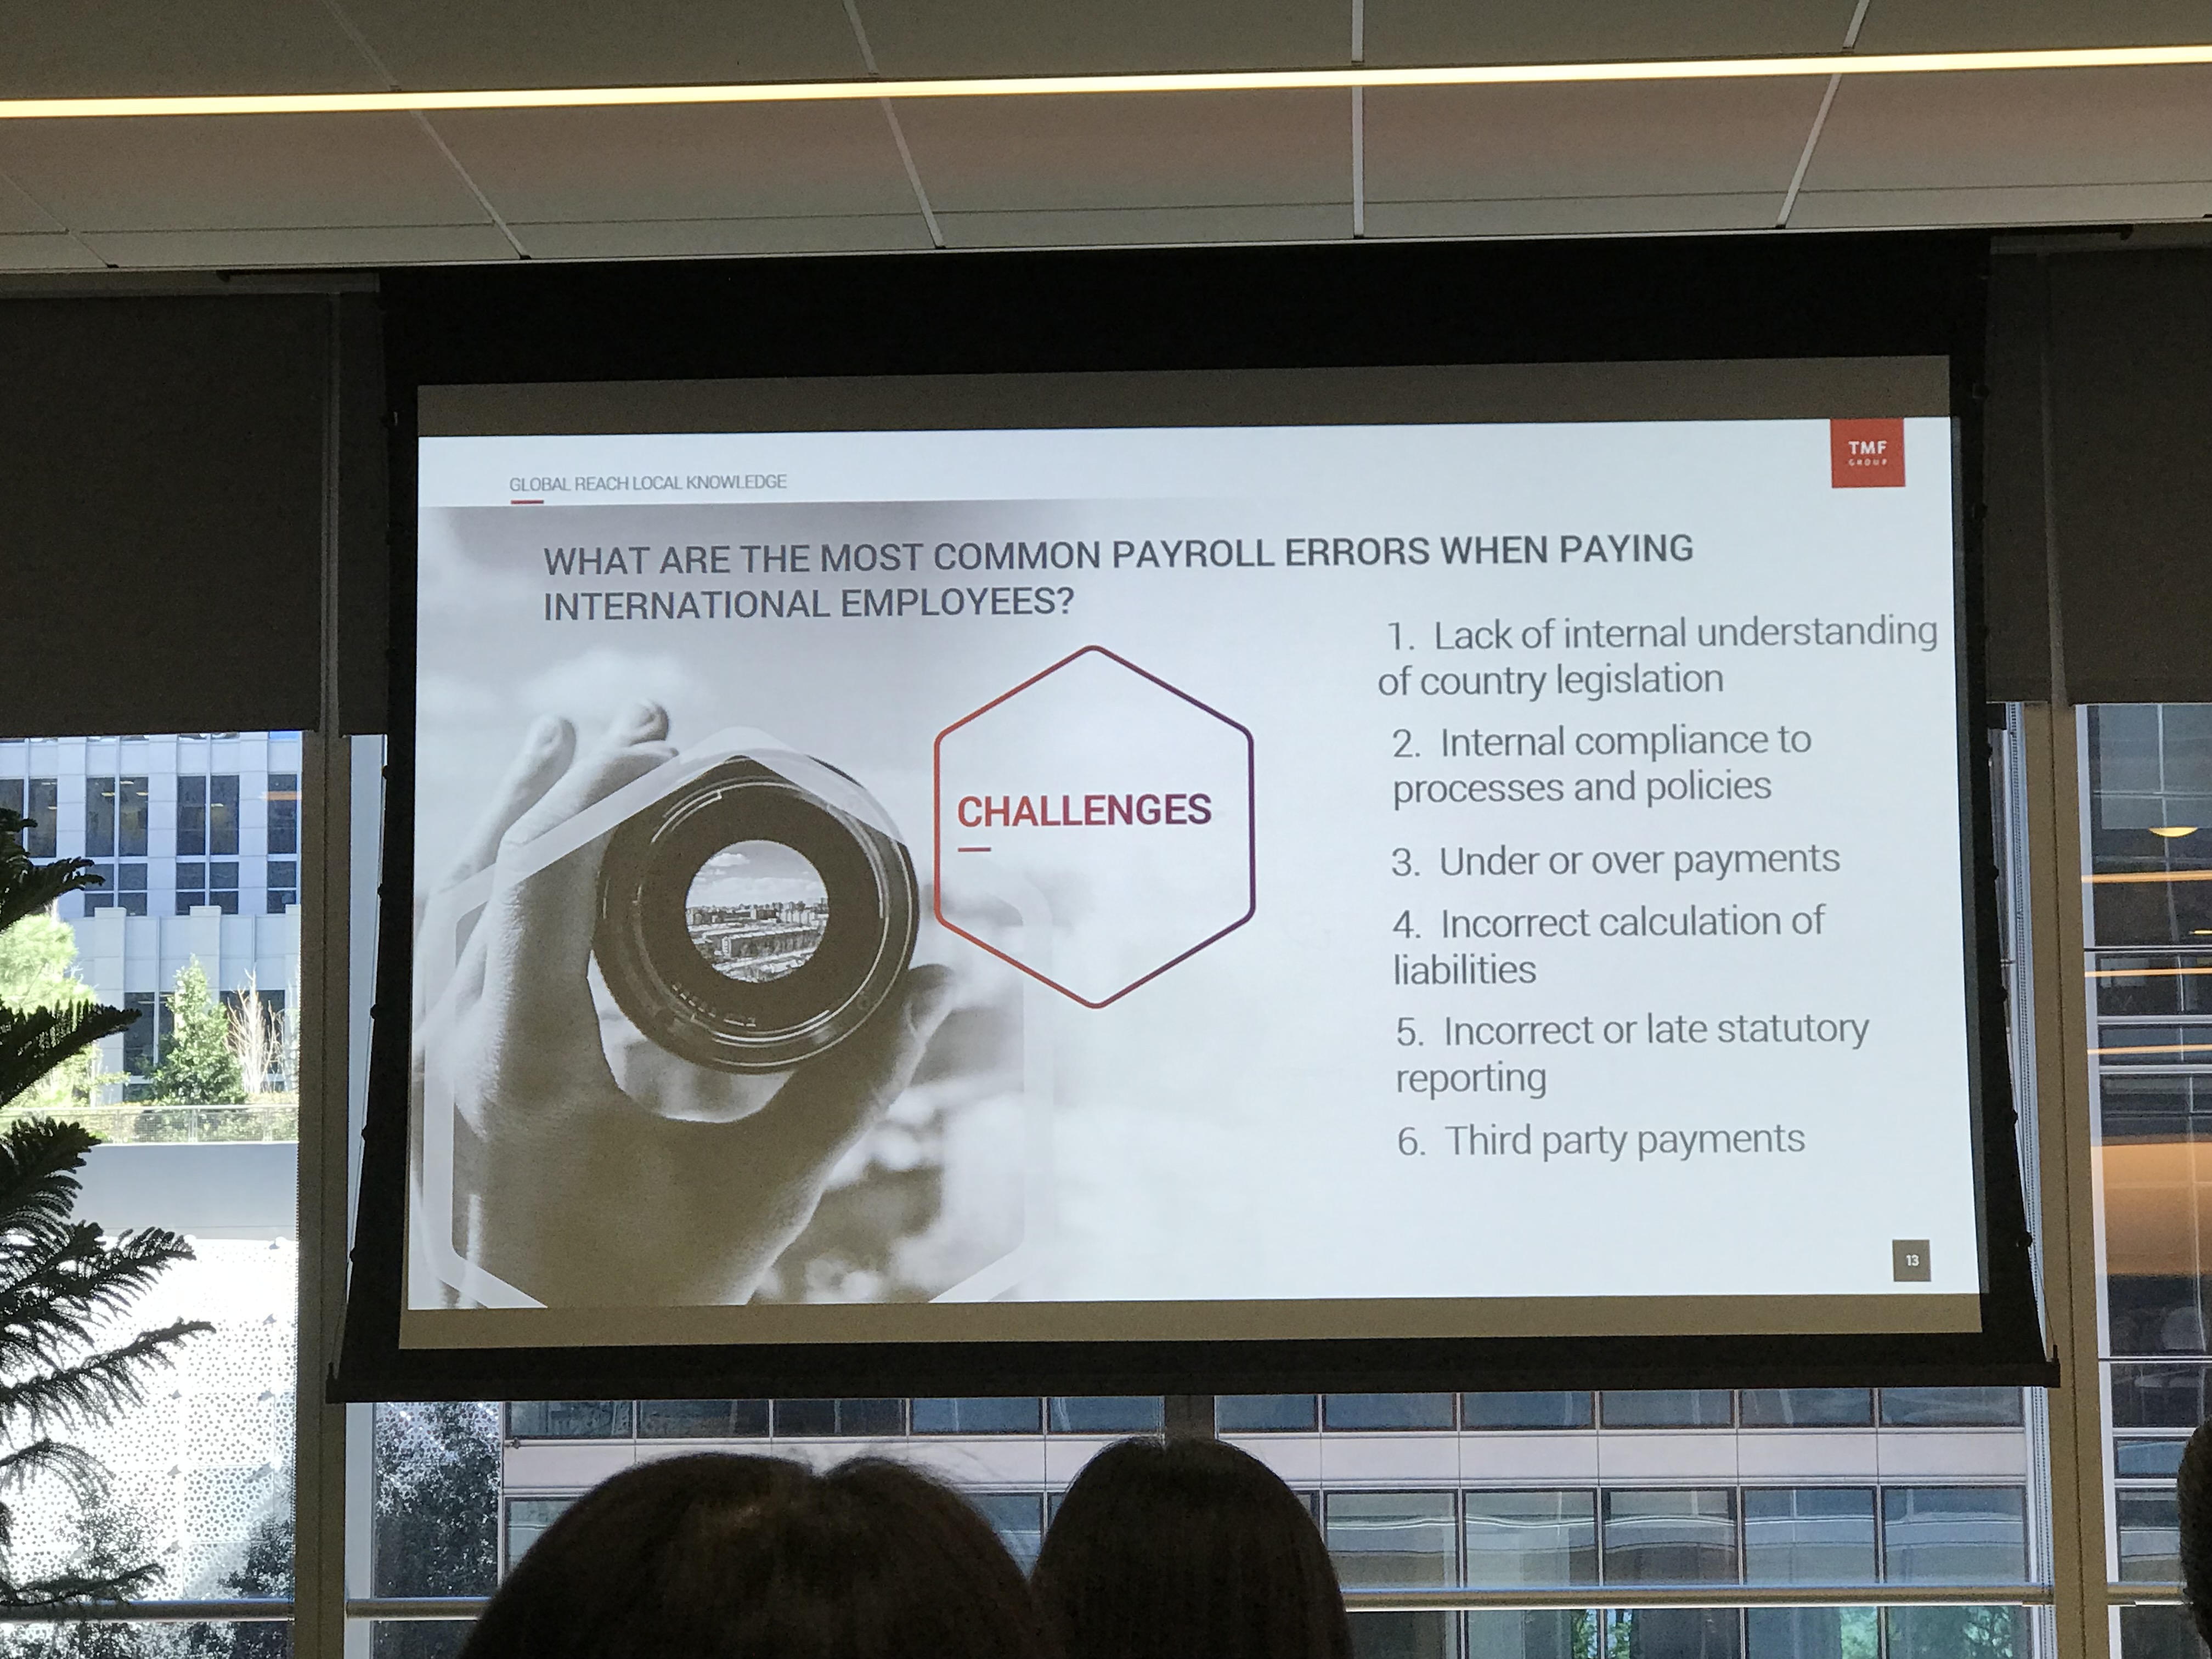 TMF
GROUP
GLOBAL REACH LOCAL KNOWLEDGE
WHAT ARE THE MOST COMMON PAYROLL ERRORS WHEN PAYING
INTERNATIONAL EMPLOYEES?
CHALLENGES
1. Lack of internal understanding
of country legislation
2. Internal compliance to
processes and policies
3. Under or over payments
4. Incorrect calculation of
liabilities
5. Incorrect or late statutory
reporting
6. Third party payments
13